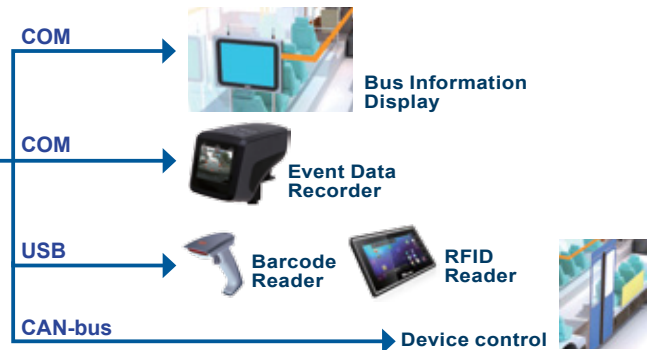 COM
Bus Information
Display
COM
Event Data
Recorder
USB
Barcode
Reader
RFID
Reader
CAN-bus
Device control